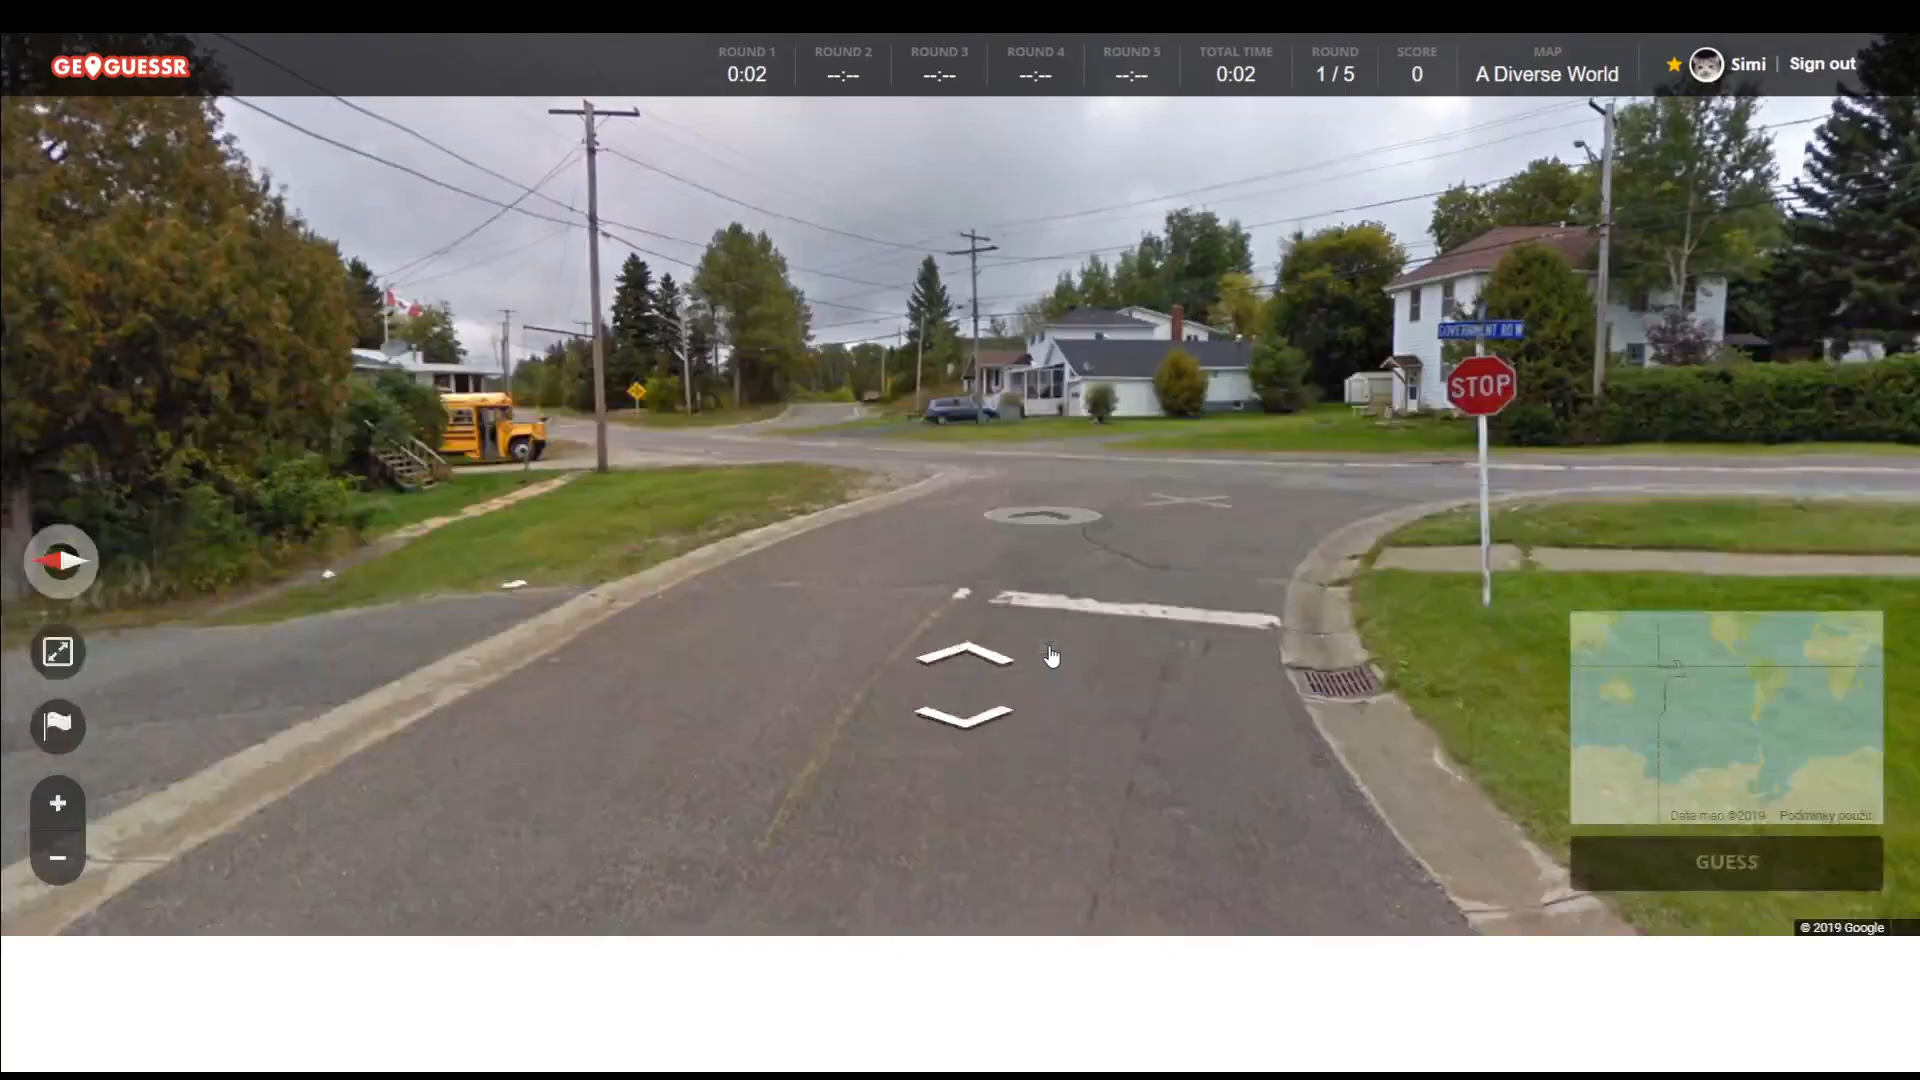 GEOGUESSR
ROUND 1
0:02
ROUND 2
--:--
ROUND 3
--:--
ROUND 4
--:--
ROUND 5
--:--
TOTAL TIME
0:02
ROUND
1 / 5
SCORE
0
MAP
A Diverse World
Simi
Sign out
GOVERNMENT RD W
STOP
Data map ©2019 Podmínky použití
GUESS
© 2019 Google